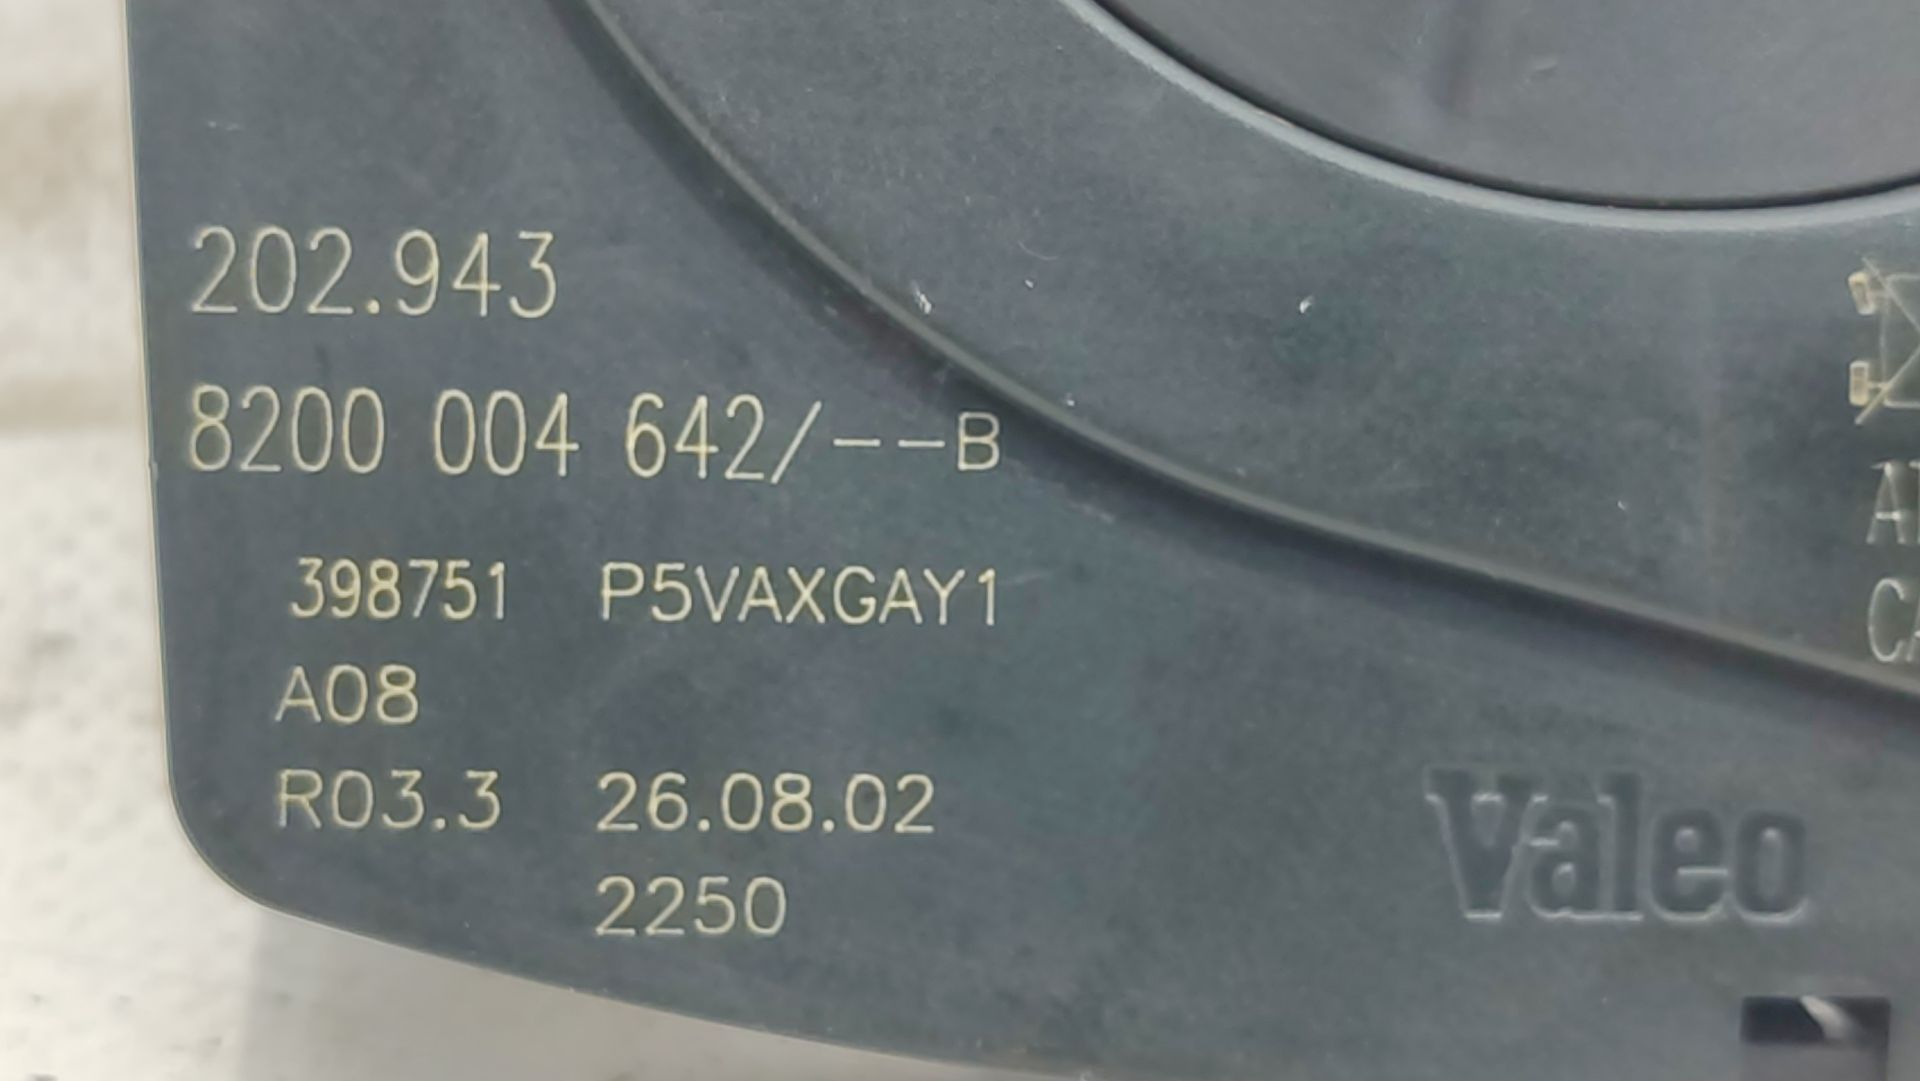 202.943
8200 004 642/---B
398751 P5VAXGAY1
A08
R03.3 26.08.02
2250
Valeo